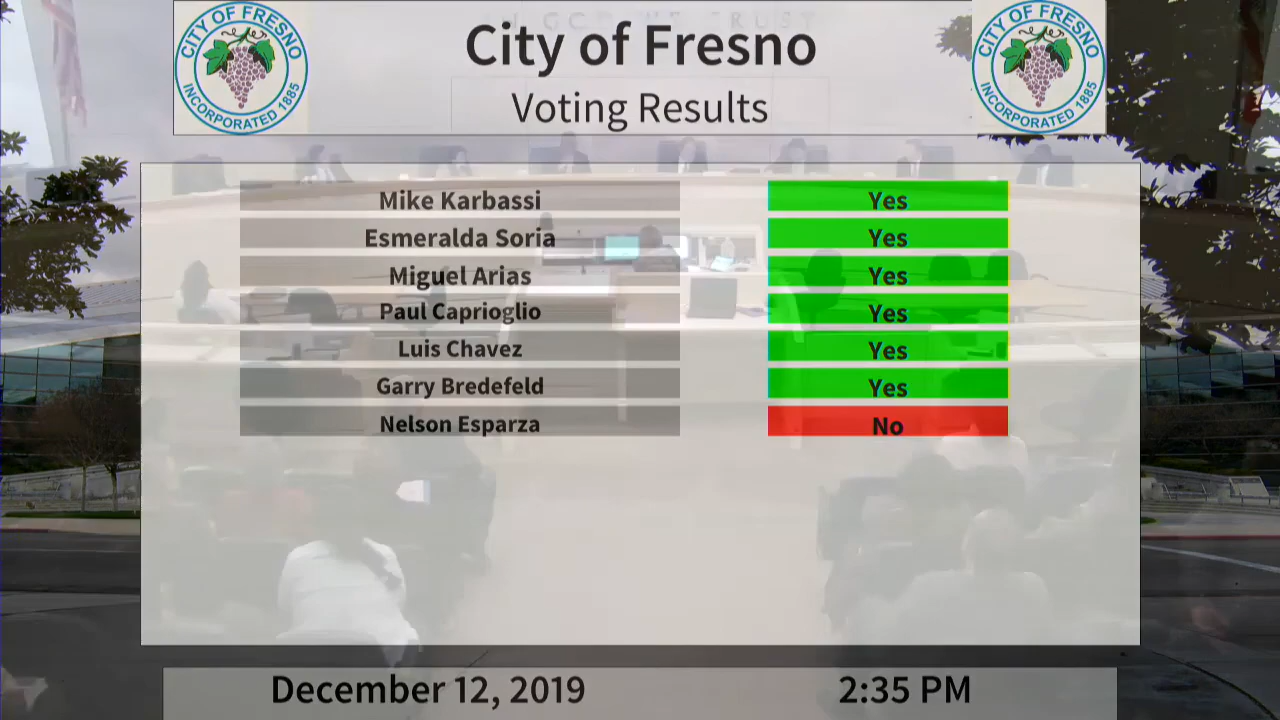 CITY OF FRESNO
INCORPORATED 1885
City of Fresno
Voting Results
CITY OF FRESNO
INCORPORATED 1885
Mike Karbassi Yes
Esmeralda Soria Yes
Miguel Arias Yes
Paul Caprioglio Yes
Luis Chavez Yes
Garry Bredefeld Yes
Nelson Esparza No
December 12, 2019 2:35 PM